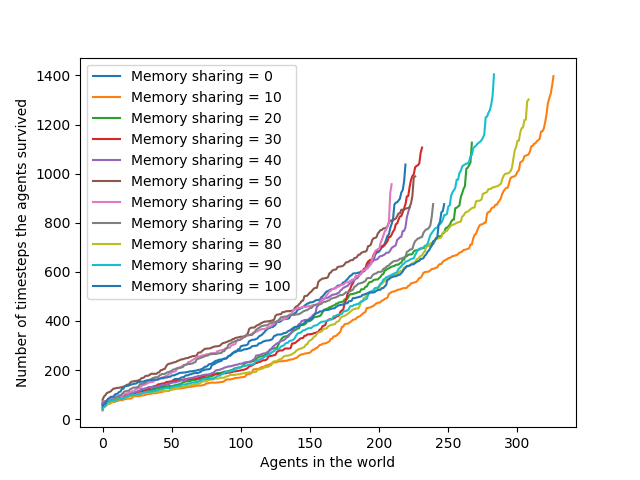 1400
1200
1000
800
600
400
200
0
Number of timesteps the agents survived
Memory sharing = 0
Memory sharing = 10
Memory sharing = 20
Memory sharing = 30
Memory sharing = 40
Memory sharing = 50
Memory sharing = 60
Memory sharing = 70
Memory sharing = 80
Memory sharing = 90
Memory sharing = 100
0 50 100 150 200 250 300
Agents in the world